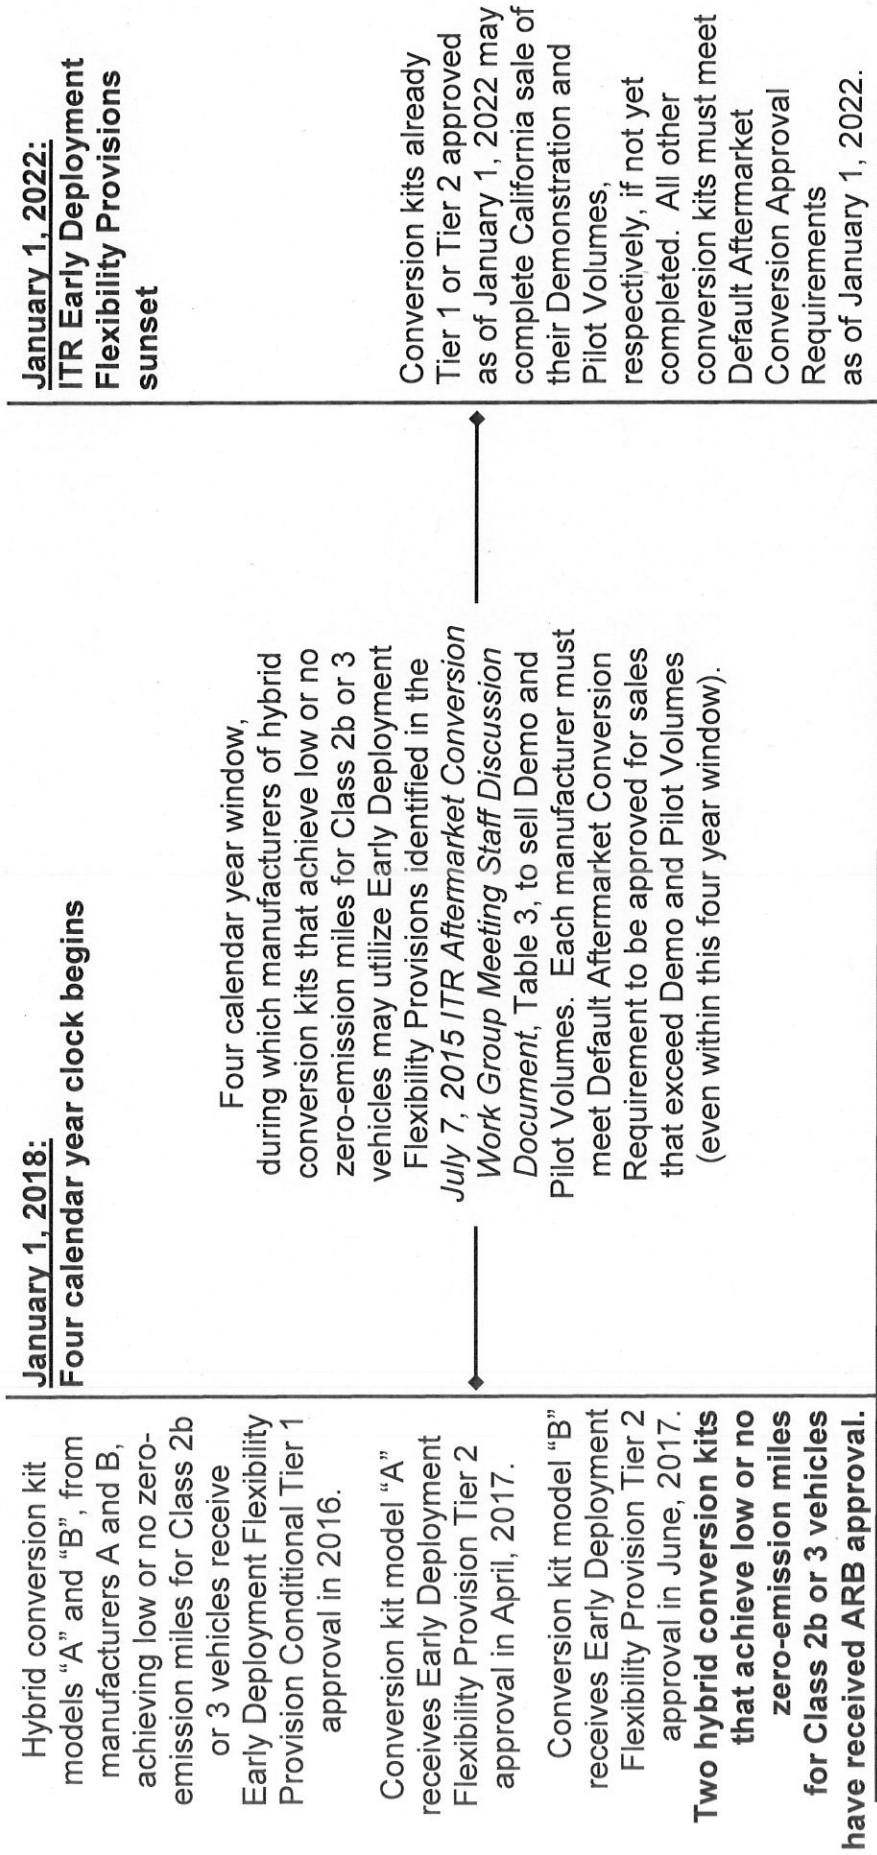 Hybrid conversion kit
models “A” and “B”, from
manufacturers A and B,
achieving low or no zero-
emission miles for Class 2b
or 3 vehicles receive
Early Deployment Flexibility
Provision Conditional Tier 1
approval in 2016.
Conversion kit model “A”
receives Early Deployment
Flexibility Provision Tier 2
approval in April, 2017.
Conversion kit model “B”
receives Early Deployment
Flexibility Provision Tier 2
approval in June, 2017.
Two hybrid conversion kits
that achieve low or no
zero-emission miles
for Class 2b or 3 vehicles
have received ARB approval.
January 1, 2018:
Four calendar year clock begins
Four calendar year window,
during which manufacturers of hybrid
conversion kits that achieve low or no
zero-emission miles for Class 2b or 3
vehicles may utilize Early Deployment
Flexibility Provisions identified in the
July 7, 2015 ITR Aftermarket Conversion
Work Group Meeting Staff Discussion
Document, Table 3, to sell Demo and
Pilot Volumes. Each manufacturer must
meet Default Aftermarket Conversion
Requirement to be approved for sales
that exceed Demo and Pilot Volumes
(even within this four year window).
January 1, 2022:
ITR Early Deployment
Flexibility Provisions
sunset
Conversion kits already
Tier 1 or Tier 2 approved
as of January 1, 2022 may
complete California sale of
their Demonstration and
Pilot Volumes,
respectively, if not yet
completed. All other
conversion kits must meet
Default Aftermarket
Conversion Approval
Requirements
as of January 1, 2022.